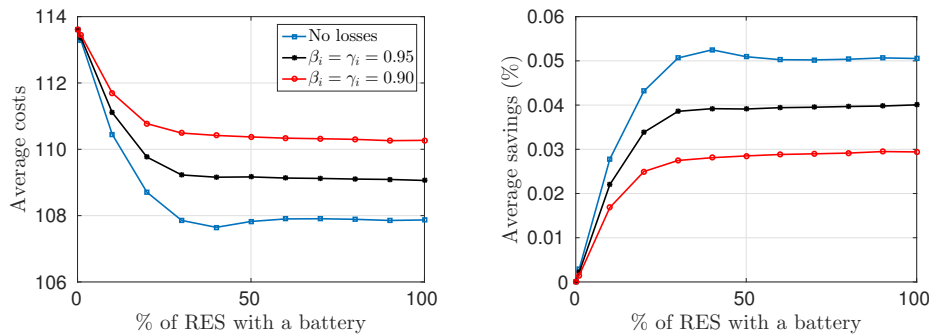 114
112
110
108
106
Average costs
0
50
100
% of RES with a battery
No losses
βᵢ = γᵢ = 0.95
βᵢ = γᵢ = 0.90
0.06
0.05
0.04
0.03
0.02
0.01
0
Average savings (%)
0
50
100
% of RES with a battery